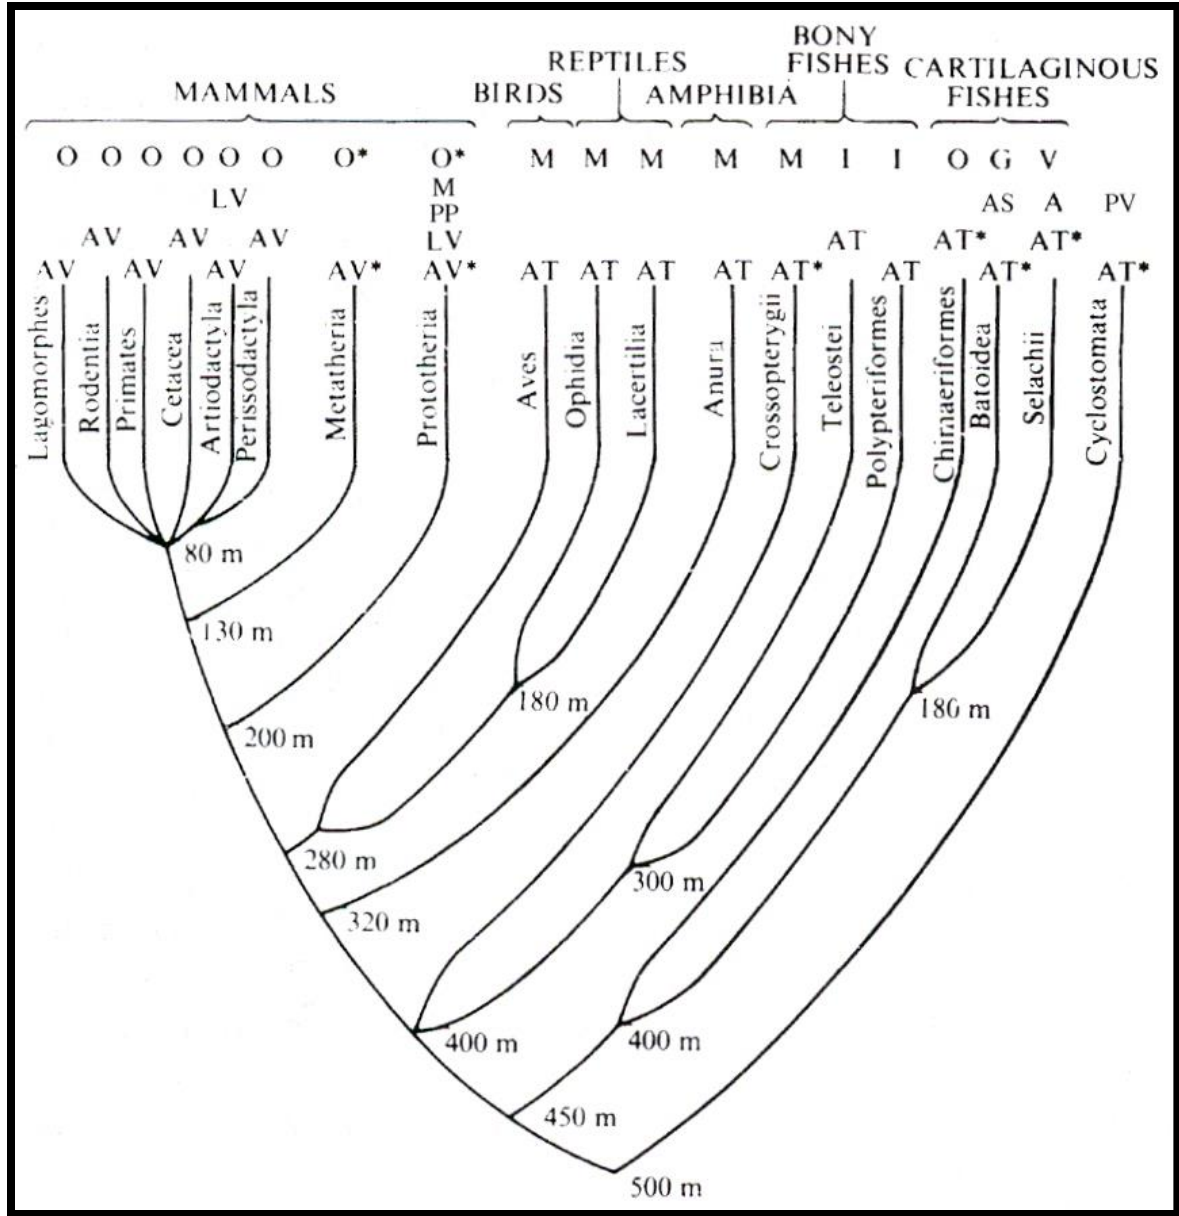 BONY
REPTILES FISHES CARTILAGINOUS
MAMMALS BIRDS AMPHIBIA FISHES
O O O O O O O* O* M M M M M I I O G V
LV M AS A PV
PP
AV AV AV LV AT AT* AT*
AV AV AV AV* AV* AT AT AT AT AT* AT AT* AT*
Lagomorphes
Rodentia
Primates
Cetacea
Artiodactyla
Perissodactyla
Metatheria
Prototheria
Aves
Ophidia
Lacertilia
Anura
Crossopterygii
Teleostei
Polypteriformes
Chimaeriformes
Batoidea
Selachii
Cyclostomata
80 m
130 m
180 m
180 m
200 m
280 m
300 m
320 m
400 m
400 m
450 m
500 m